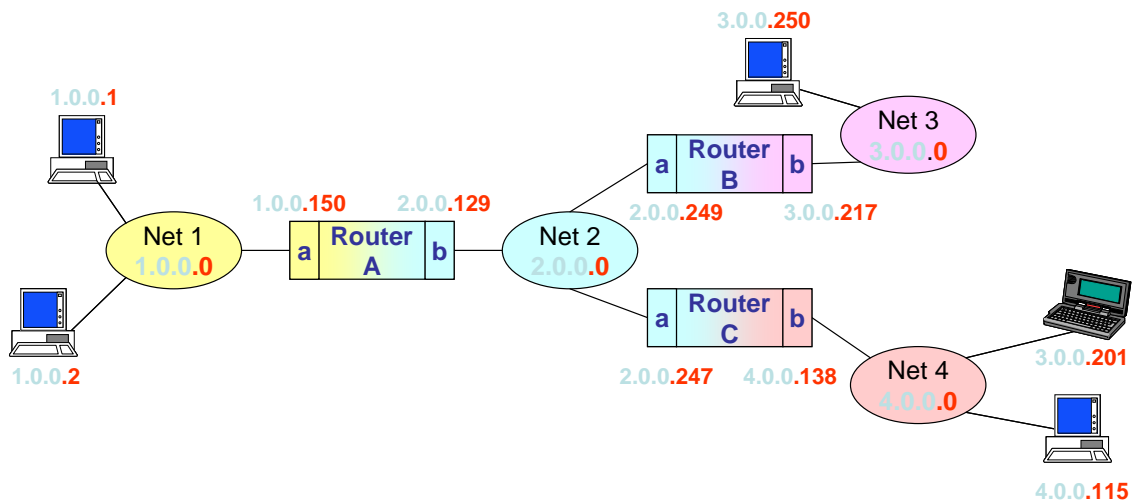 3.0.0.250
1.0.0.1
Net 3
3.0.0.0
a Router B b
2.0.0.249
3.0.0.217
1.0.0.150
2.0.0.129
Net 1
1.0.0.0
a Router A b
Net 2
2.0.0.0
a Router C b
2.0.0.247
4.0.0.138
1.0.0.2
3.0.0.201
Net 4
4.0.0.0
4.0.0.115